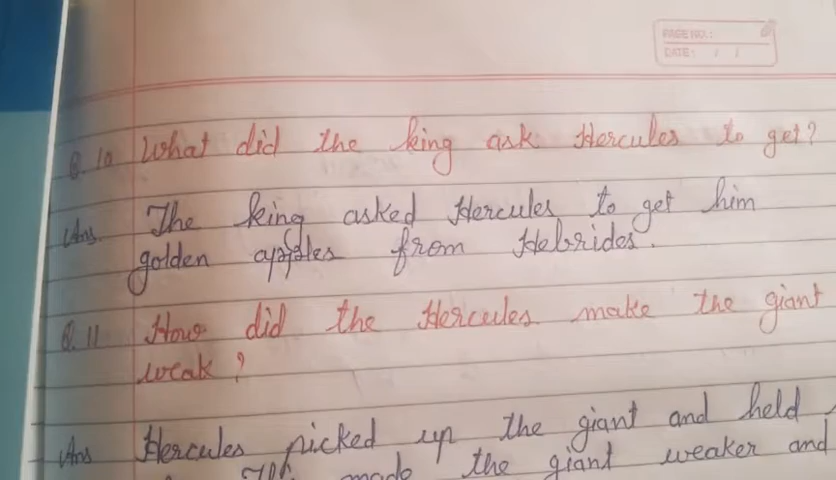 PAGE NO.:
DATE: / /
Q.10 What did the king ask Hercules to get?
Ans. The king asked Hercules to get him
golden apples from Hebrides.
Q.11 How did the Hercules make the giant
weak ?
Ans Hercules picked up the giant and held
made the giant weaker and